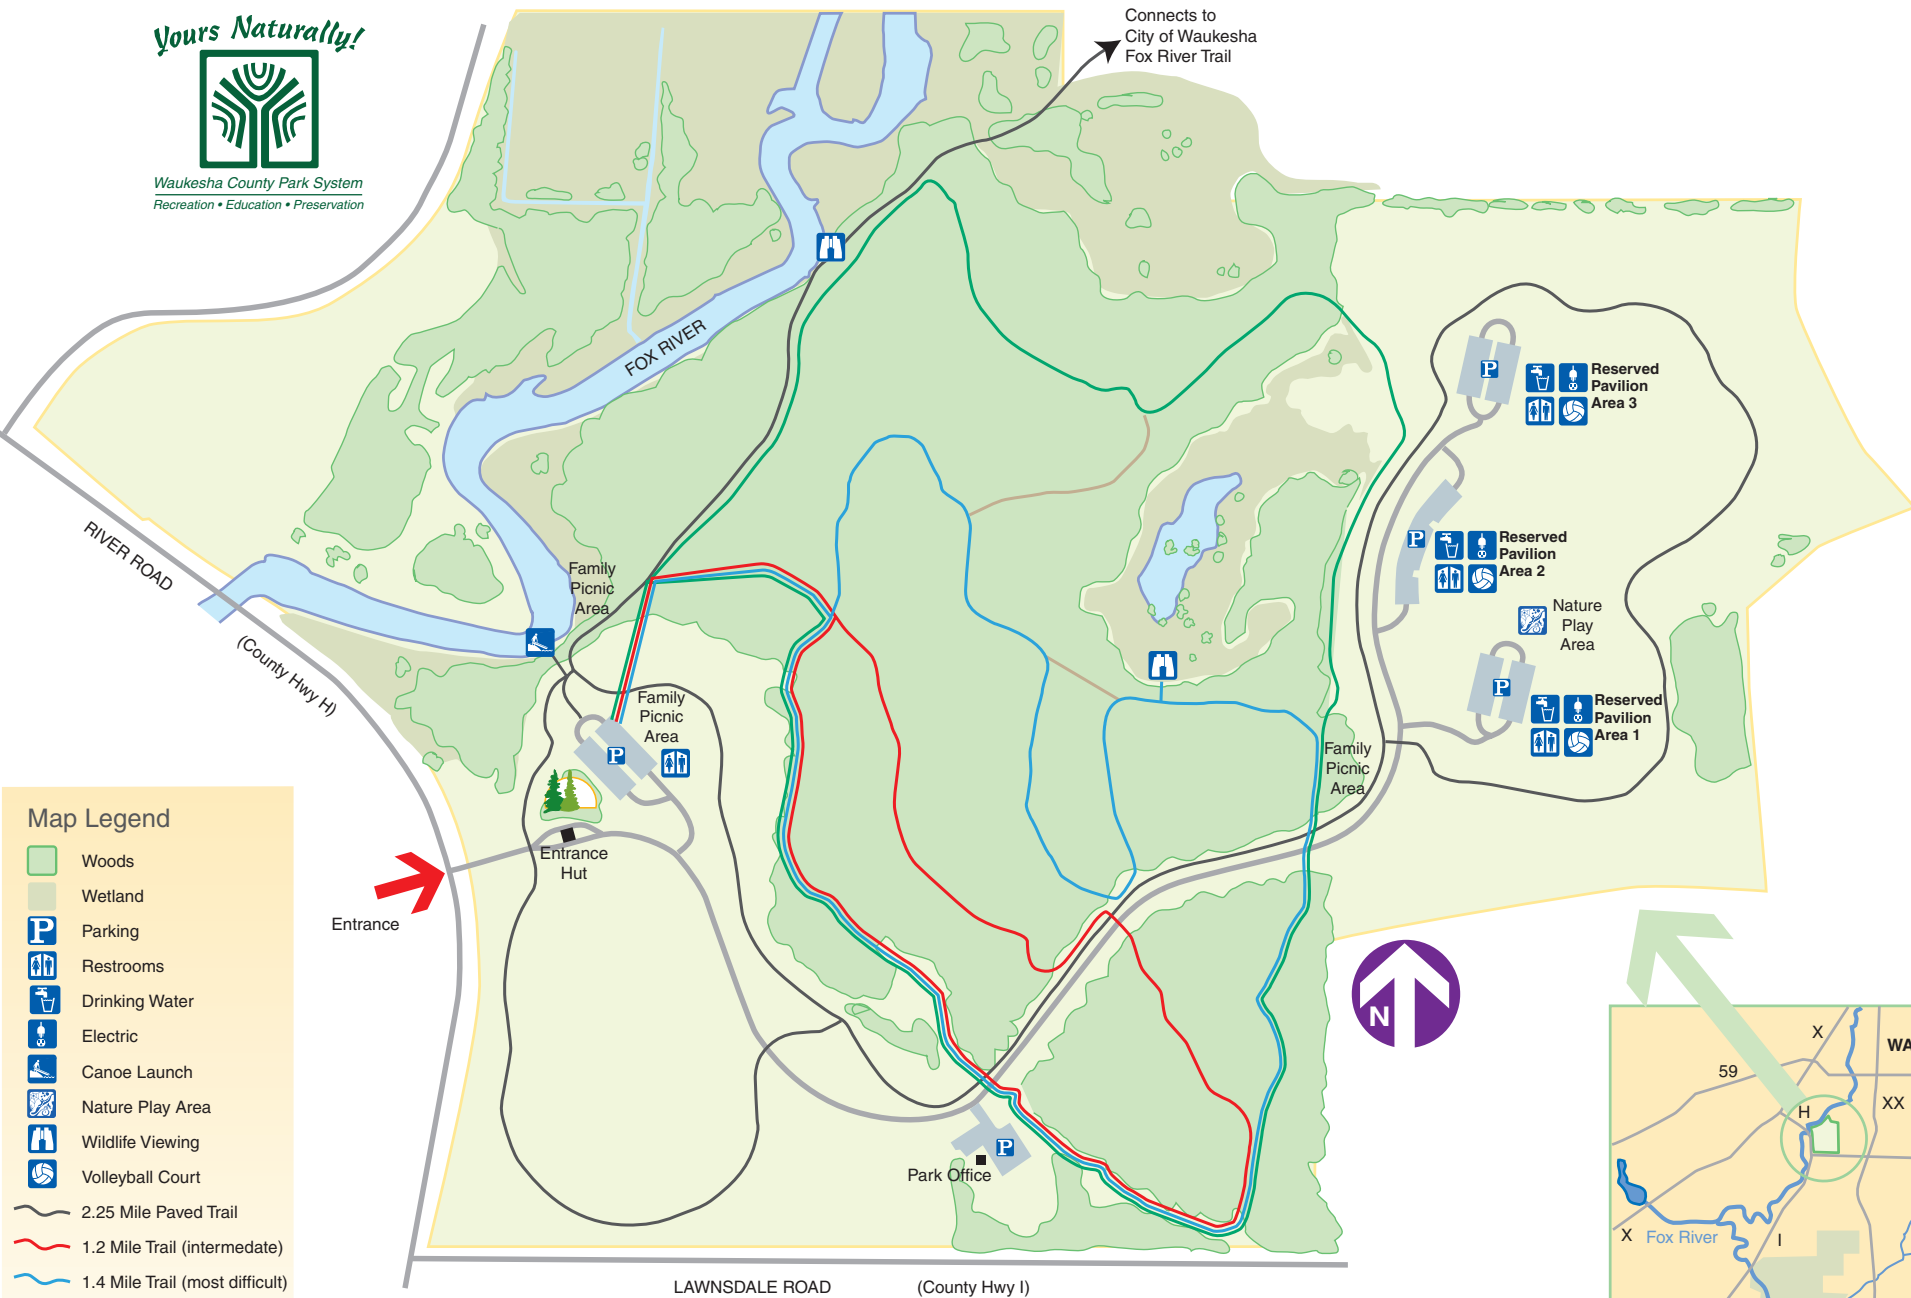 Yours Naturally!
Waukesha County Park System
Recreation • Education • Preservation
Connects to
City of Waukesha
Fox River Trail
FOX RIVER
RIVER ROAD
(County Hwy H)
Family
Picnic
Area
Family
Picnic
Area
P
Entrance
Hut
Entrance
P
Reserved
Pavilion
Area 3
P
Reserved
Pavilion
Area 2
Nature
Play
Area
P
Reserved
Pavilion
Area 1
Family
Picnic
Area
N
P
Park Office
LAWNSDALE ROAD
(County Hwy I)
Map Legend
Woods
Wetland
P Parking
Restrooms
Drinking Water
Electric
Canoe Launch
Nature Play Area
Wildlife Viewing
Volleyball Court
2.25 Mile Paved Trail
1.2 Mile Trail (intermedate)
1.4 Mile Trail (most difficult)
X
WA
59
H
XX
X
Fox River
I